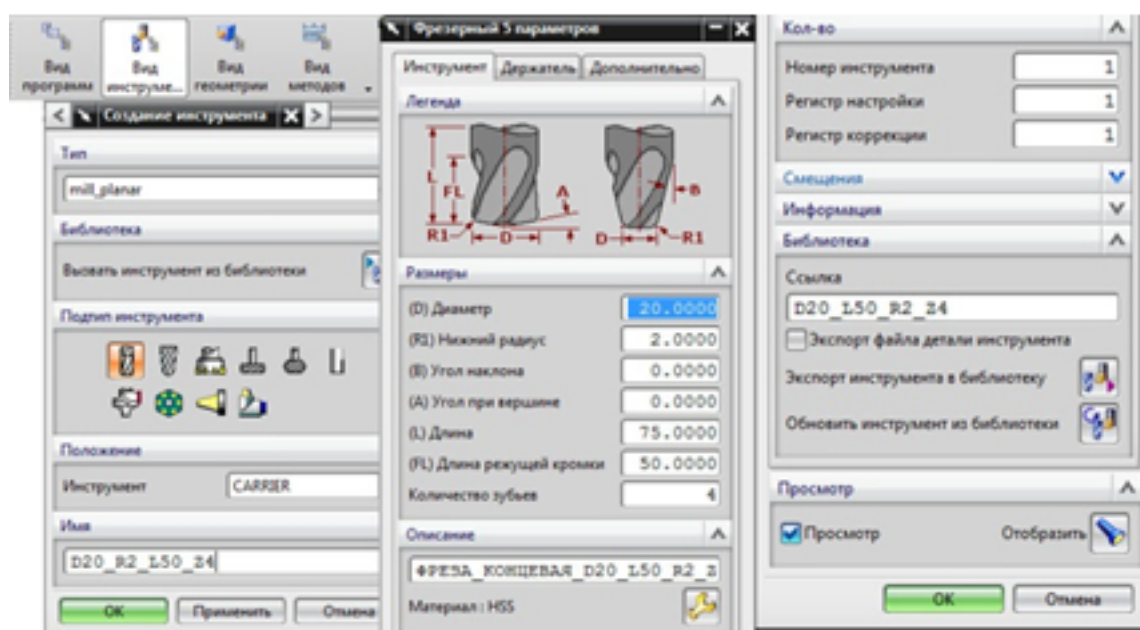 Вид программ
Вид инструме...
Вид геометрии
Вид методов
Создание инструмента
Тип
mill_planar
Библиотека
Вызвать инструмент из библиотеки
Подтип инструмента
Положение
Инструмент
CARRIER
Имя
D20_R2_L50_Z4
OK
Применить
Отмена
Фрезерный 5 параметров
Инструмент
Держатель
Дополнительно
Легенда
L
FL
A
R1
D
B
D
R1
Размеры
(D) Диаметр 20.0000
(R1) Нижний радиус 2.0000
(B) Угол наклона 0.0000
(A) Угол при вершине 0.0000
(L) Длина 75.0000
(FL) Длина режущей кромки 50.0000
Количество зубьев 4
Описание
ФРЕЗА_КОНЦЕВАЯ_D20_L50_R2_Z
Материал : HSS
Кол-во
Номер инструмента 1
Регистр настройки 1
Регистр коррекции 1
Смещения
Информация
Библиотека
Ссылка
D20_L50_R2_Z4
Экспорт файла детали инструмента
Экспорт инструмента в библиотеку
Обновить инструмент из библиотеки
Просмотр
Просмотр
Отобразить
OK
Отмена